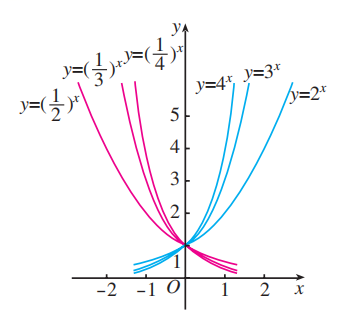 y
y=(1/2)^x y=(1/3)^x y=(1/4)^x y=4^x y=3^x y=2^x
5
4
3
2
1
-2 -1 O 1 2 x